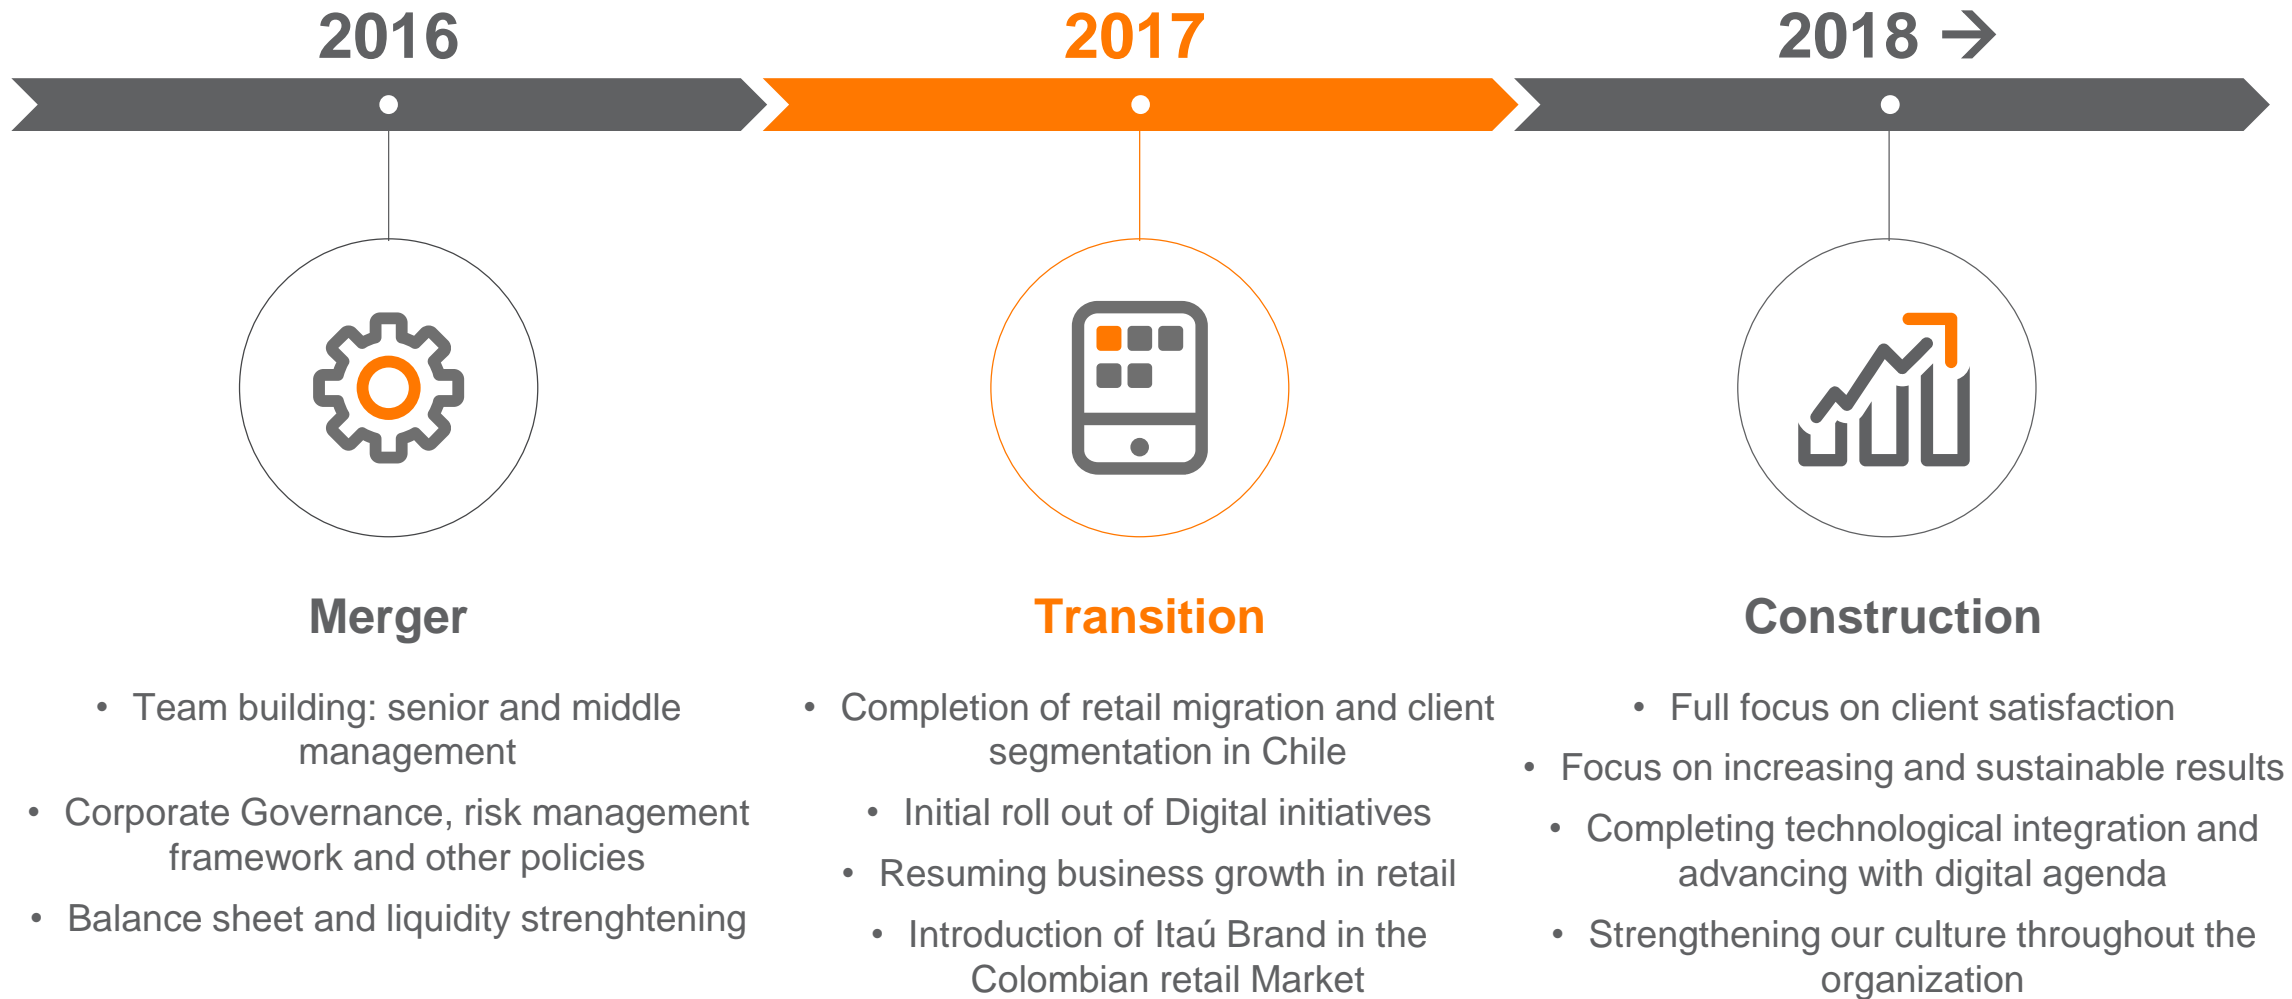 2016
2017
2018 →
Merger
• Team building: senior and middle
management
• Corporate Governance, risk management
framework and other policies
• Balance sheet and liquidity strenghtening
Transition
• Completion of retail migration and client
segmentation in Chile
• Initial roll out of Digital initiatives
• Resuming business growth in retail
• Introduction of Itaú Brand in the
Colombian retail Market
Construction
• Full focus on client satisfaction
• Focus on increasing and sustainable results
• Completing technological integration and
advancing with digital agenda
• Strengthening our culture throughout the
organization